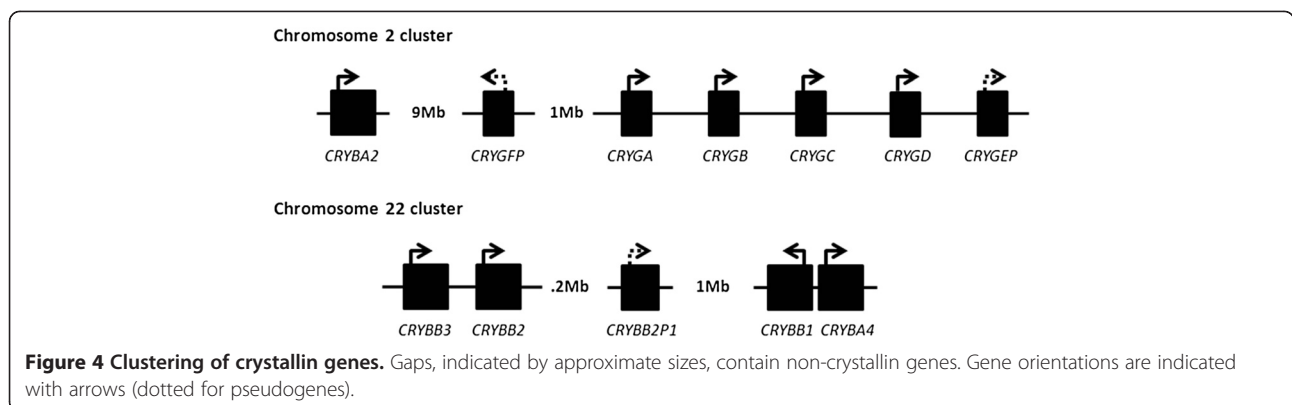 Chromosome 2 cluster
9Mb 1Mb
CRYBA2 CRYGFP CRYGA CRYGB CRYGC CRYGD CRYGEP
Chromosome 22 cluster
.2Mb 1Mb
CRYBB3 CRYBB2 CRYBB2P1 CRYBB1 CRYBA4
Figure 4 Clustering of crystallin genes. Gaps, indicated by approximate sizes, contain non-crystallin genes. Gene orientations are indicated
with arrows (dotted for pseudogenes).